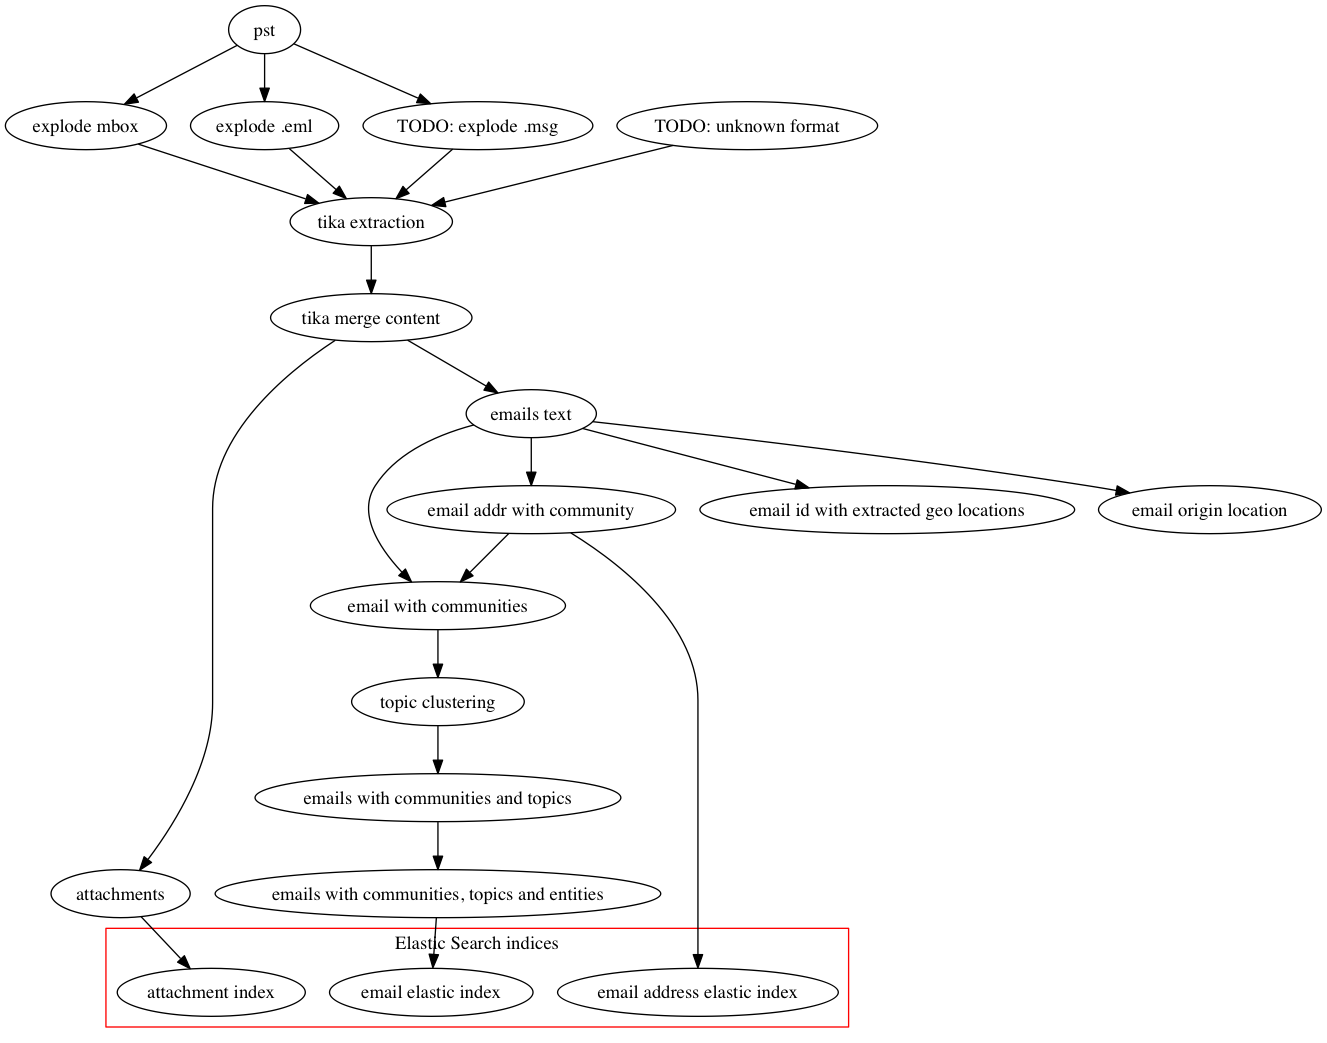 pst
explode mbox
explode .eml
TODO: explode .msg
TODO: unknown format
tika extraction
tika merge content
emails text
email addr with community
email id with extracted geo locations
email origin location
email with communities
topic clustering
emails with communities and topics
attachments
emails with communities, topics and entities
Elastic Search indices
attachment index
email elastic index
email address elastic index